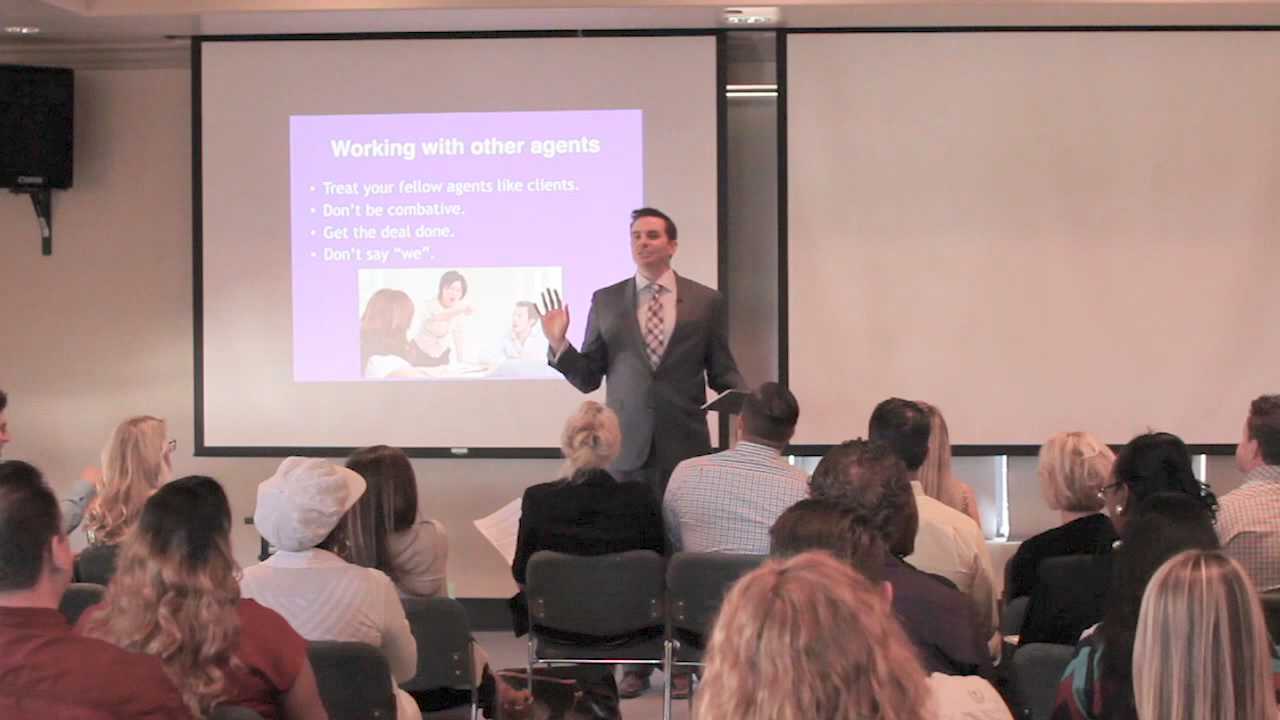 Working with other agents
• Treat your fellow agents like clients.
• Don't be combative.
• Get the deal done.
• Don't say “we”.